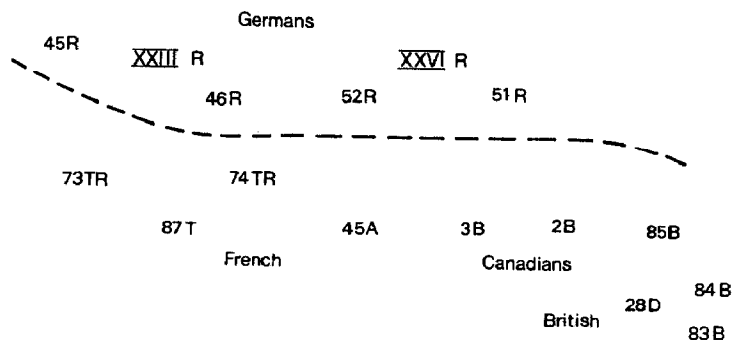 Germans
45R
XXIII R
XXVI R
46R
52R
51R
73TR
74TR
87T
45A
3B
2B
85B
French
Canadians
84B
28D
British
83B